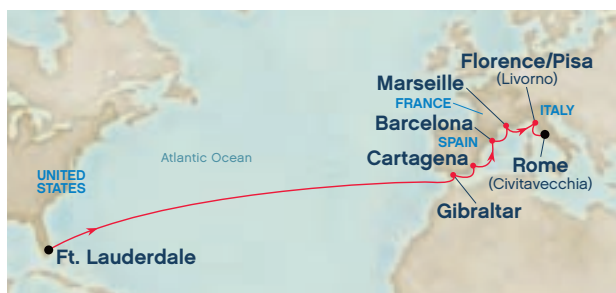 Florence/Pisa
(Livorno)
Marseille
FRANCE
ITALY
Barcelona
SPAIN
Cartagena
Rome
(Civitavecchia)
Atlantic Ocean
UNITED
STATES
Gibraltar
Ft. Lauderdale